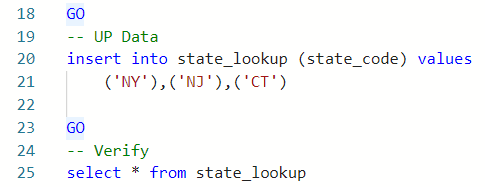 18 GO
19 -- UP Data
20 insert into state_lookup (state_code) values
21 ('NY'),('NJ'),('CT')
22
23 GO
24 -- Verify
25 select * from state_lookup